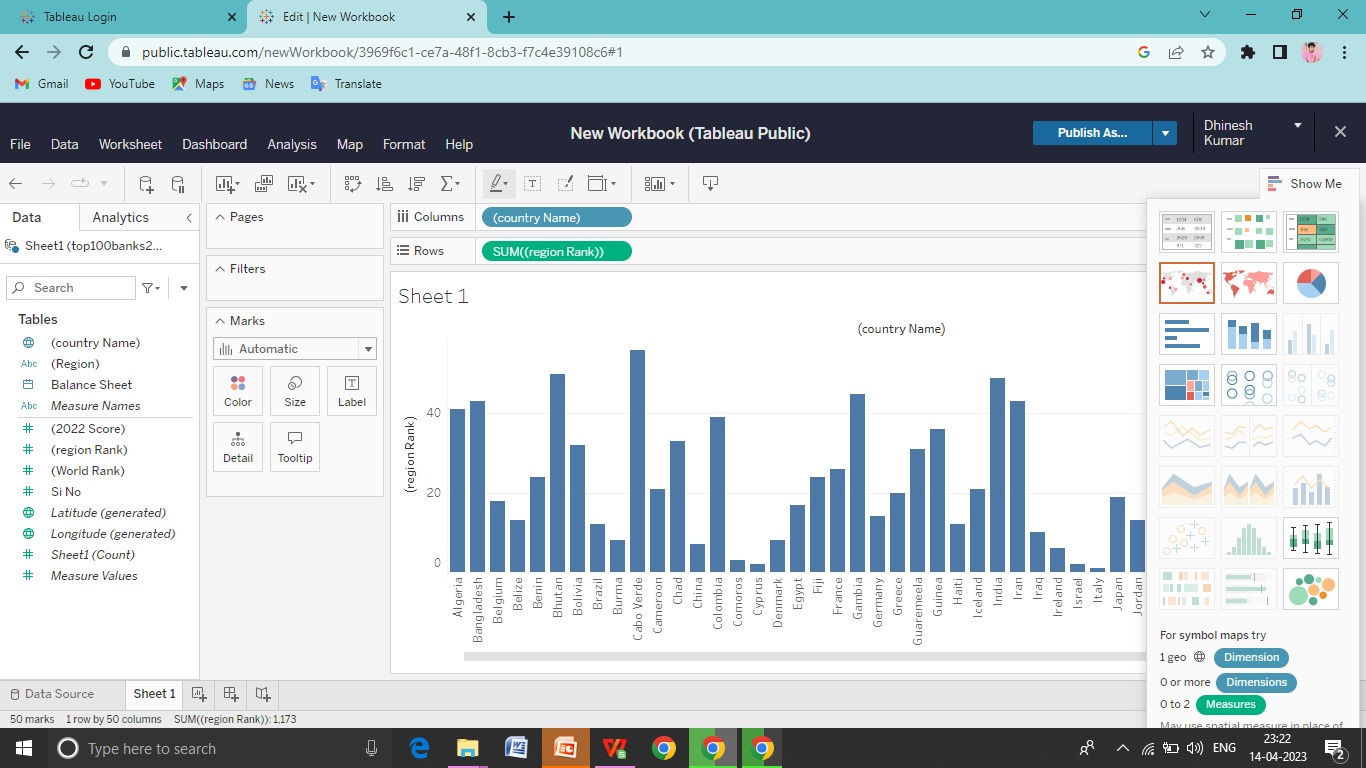 Tableau Login
Edit | New Workbook
public.tableau.com/newWorkbook/3969f6c1-ce7a-48f1-8cb3-f7c4e39108c6#1
Gmail YouTube Maps News Translate
New Workbook (Tableau Public)
Publish As...
Dhinesh
Kumar
File Data Worksheet Dashboard Analysis Map Format Help
Show Me
Data Analytics
Sheet1 (top100banks2...
Search
Tables
(country Name)
Abc (Region)
Balance Sheet
Abc Measure Names
(2022 Score)
(region Rank)
(World Rank)
Si No
Latitude (generated)
Longitude (generated)
Sheet1 (Count)
Measure Values
Pages
Filters
Marks
Automatic
Color Size Label
Detail Tooltip
Columns (country Name)
Rows SUM((region Rank))
Sheet 1
(country Name)
(region Rank)
40
20
0
Algeria
Bangladesh
Belgium
Belize
Benin
Bhutan
Bolivia
Brazil
Burma
Cabo Verde
Cameroon
Chad
China
Colombia
Comoros
Cyprus
Denmark
Egypt
Fiji
France
Gambia
Germany
Greece
Guaremeela
Guinea
Haiti
Iceland
India
Iran
Iraq
Ireland
Israel
Italy
Japan
Jordan
For symbol maps try
1 geo Dimension
0 or more Dimensions
0 to 2 Measures
May use spatial measure in place of
Data Source Sheet 1
50 marks 1 row by 50 columns SUM((region Rank)): 1,173
Type here to search
ENG
23:22
14-04-2023
2